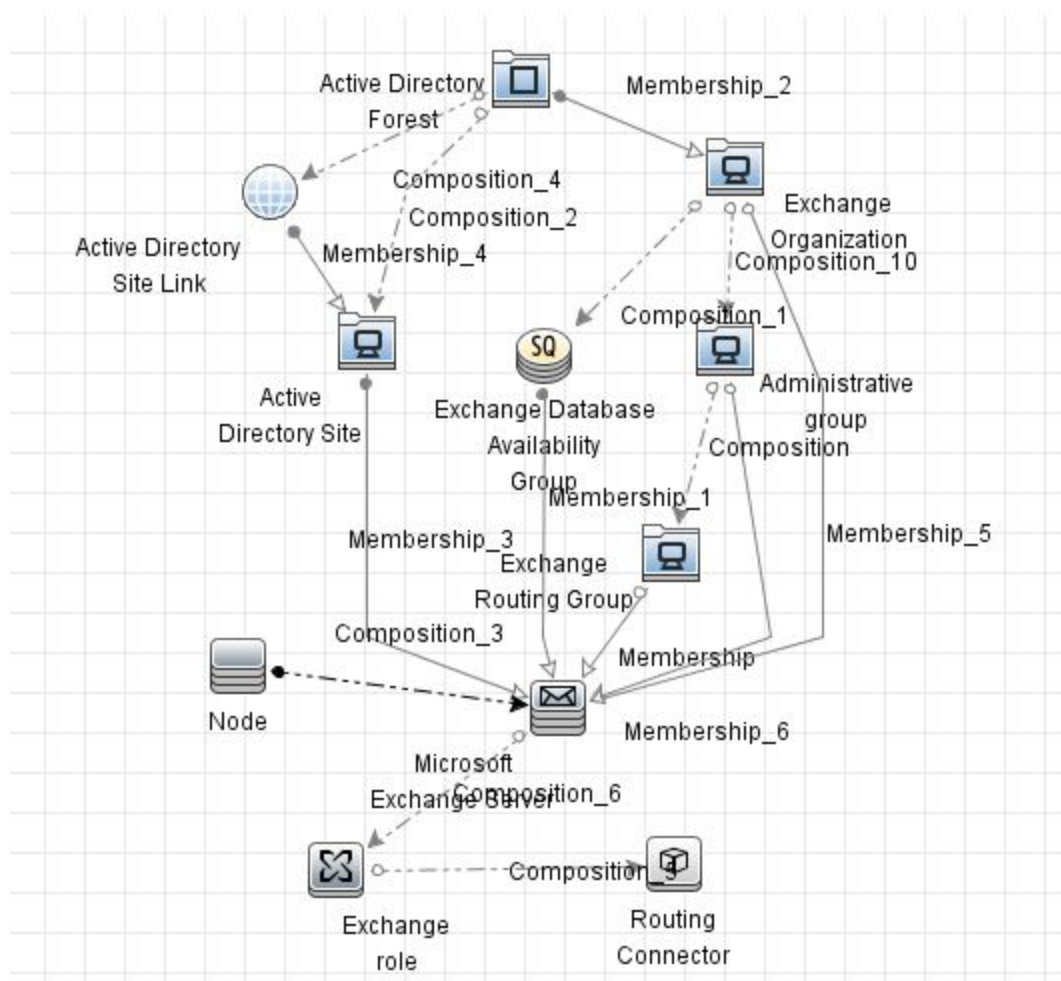 Active Directory
Forest
Membership_2
Composition_4
Composition_2
Exchange
Organization
Active Directory
Site Link
Membership_4
Composition_10
Composition_1
SQ
Active
Directory Site
Exchange Database
Availability
Group
Administrative
group
Composition
Membership_1
Membership_3
Membership_5
Exchange
Routing Group
Composition_3
Membership
Node
Membership_6
Microsoft
Exchange Server
Composition_6
Composition_5
Exchange
role
Routing
Connector